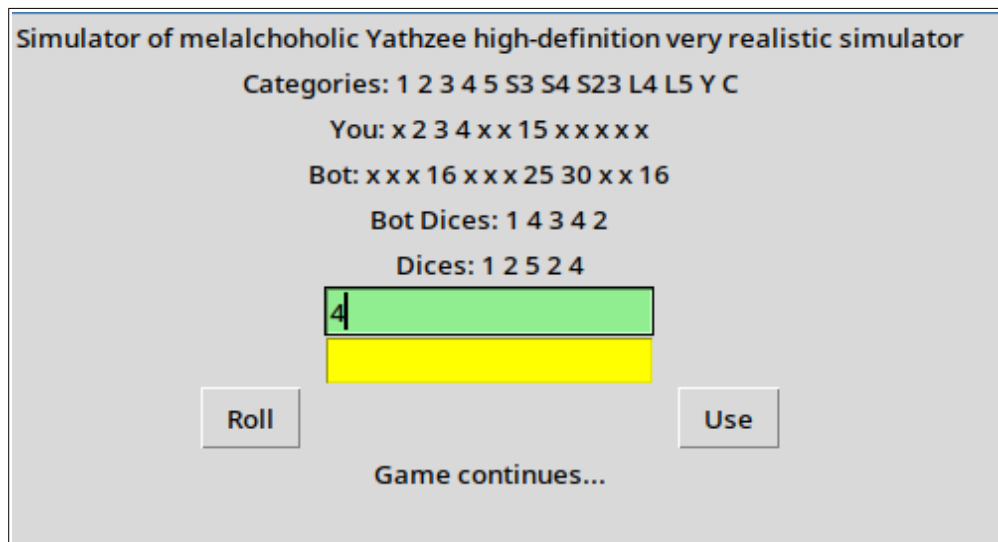 Simulator of melalchoholic Yathzee high-definition very realistic simulator
Categories: 1 2 3 4 5 S3 S4 S23 L4 L5 Y C
You: x 2 3 4 x x 15 x x x x x
Bot: x x x 16 x x x 25 30 x x 16
Bot Dices: 1 4 3 4 2
Dices: 1 2 5 2 4
4
Roll Use
Game continues...